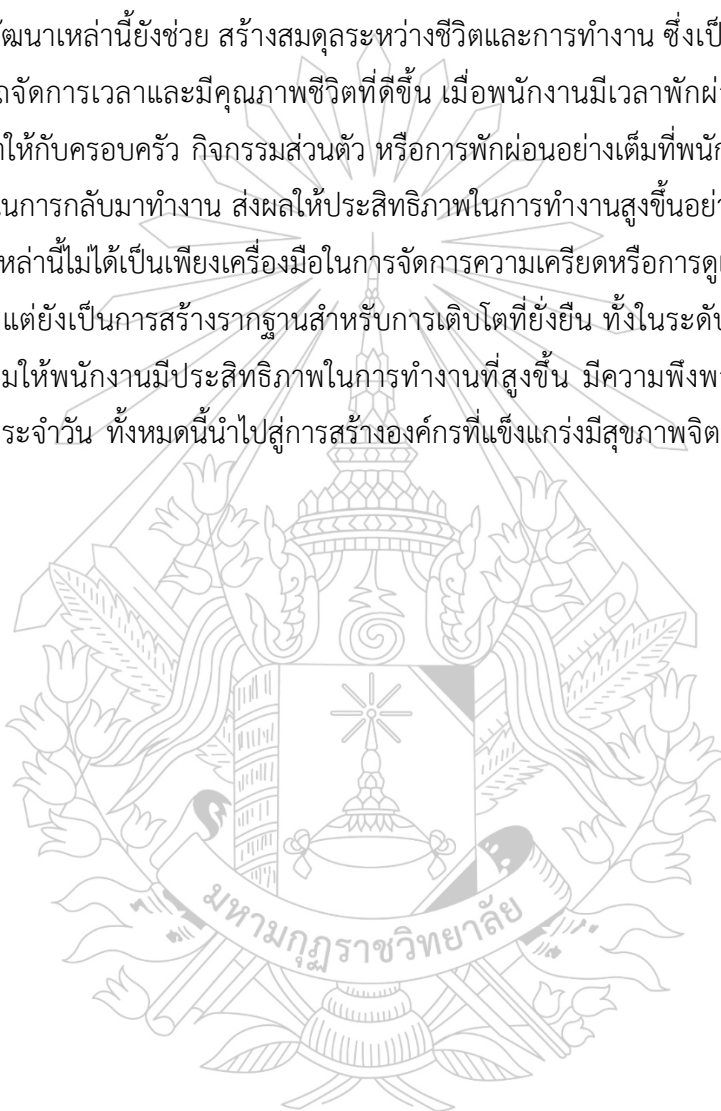 ัฒนาเหล่านี้ยังช่วย สร้างสมดุลระหว่างชีวิตและการทำงาน ซึ่งเป็
จัดการเวลาและมีคุณภาพชีวิตที่ดีขึ้น เมื่อพนักงานมีเวลาพักผ่
ให้กับครอบครัว กิจกรรมส่วนตัว หรือการพักผ่อนอย่างเต็มที่พนัก
ในการกลับมาทำงาน ส่งผลให้ประสิทธิภาพในการทำงานสูงขึ้นอย่า
เหล่านี้ไม่ได้เป็นเพียงเครื่องมือในการจัดการความเครียดหรือการดูแ
แต่ยังเป็นการสร้างรากฐานสำหรับการเติบโตที่ยั่งยืน ทั้งในระดับ
มให้พนักงานมีประสิทธิภาพในการทำงานที่สูงขึ้น มีความพึงพ
ระจำวัน ทั้งหมดนี้นำไปสู่การสร้างองค์กรที่แข็งแกร่งมีสุขภาพจิต
มหามกุฏราชวิทยาลัย